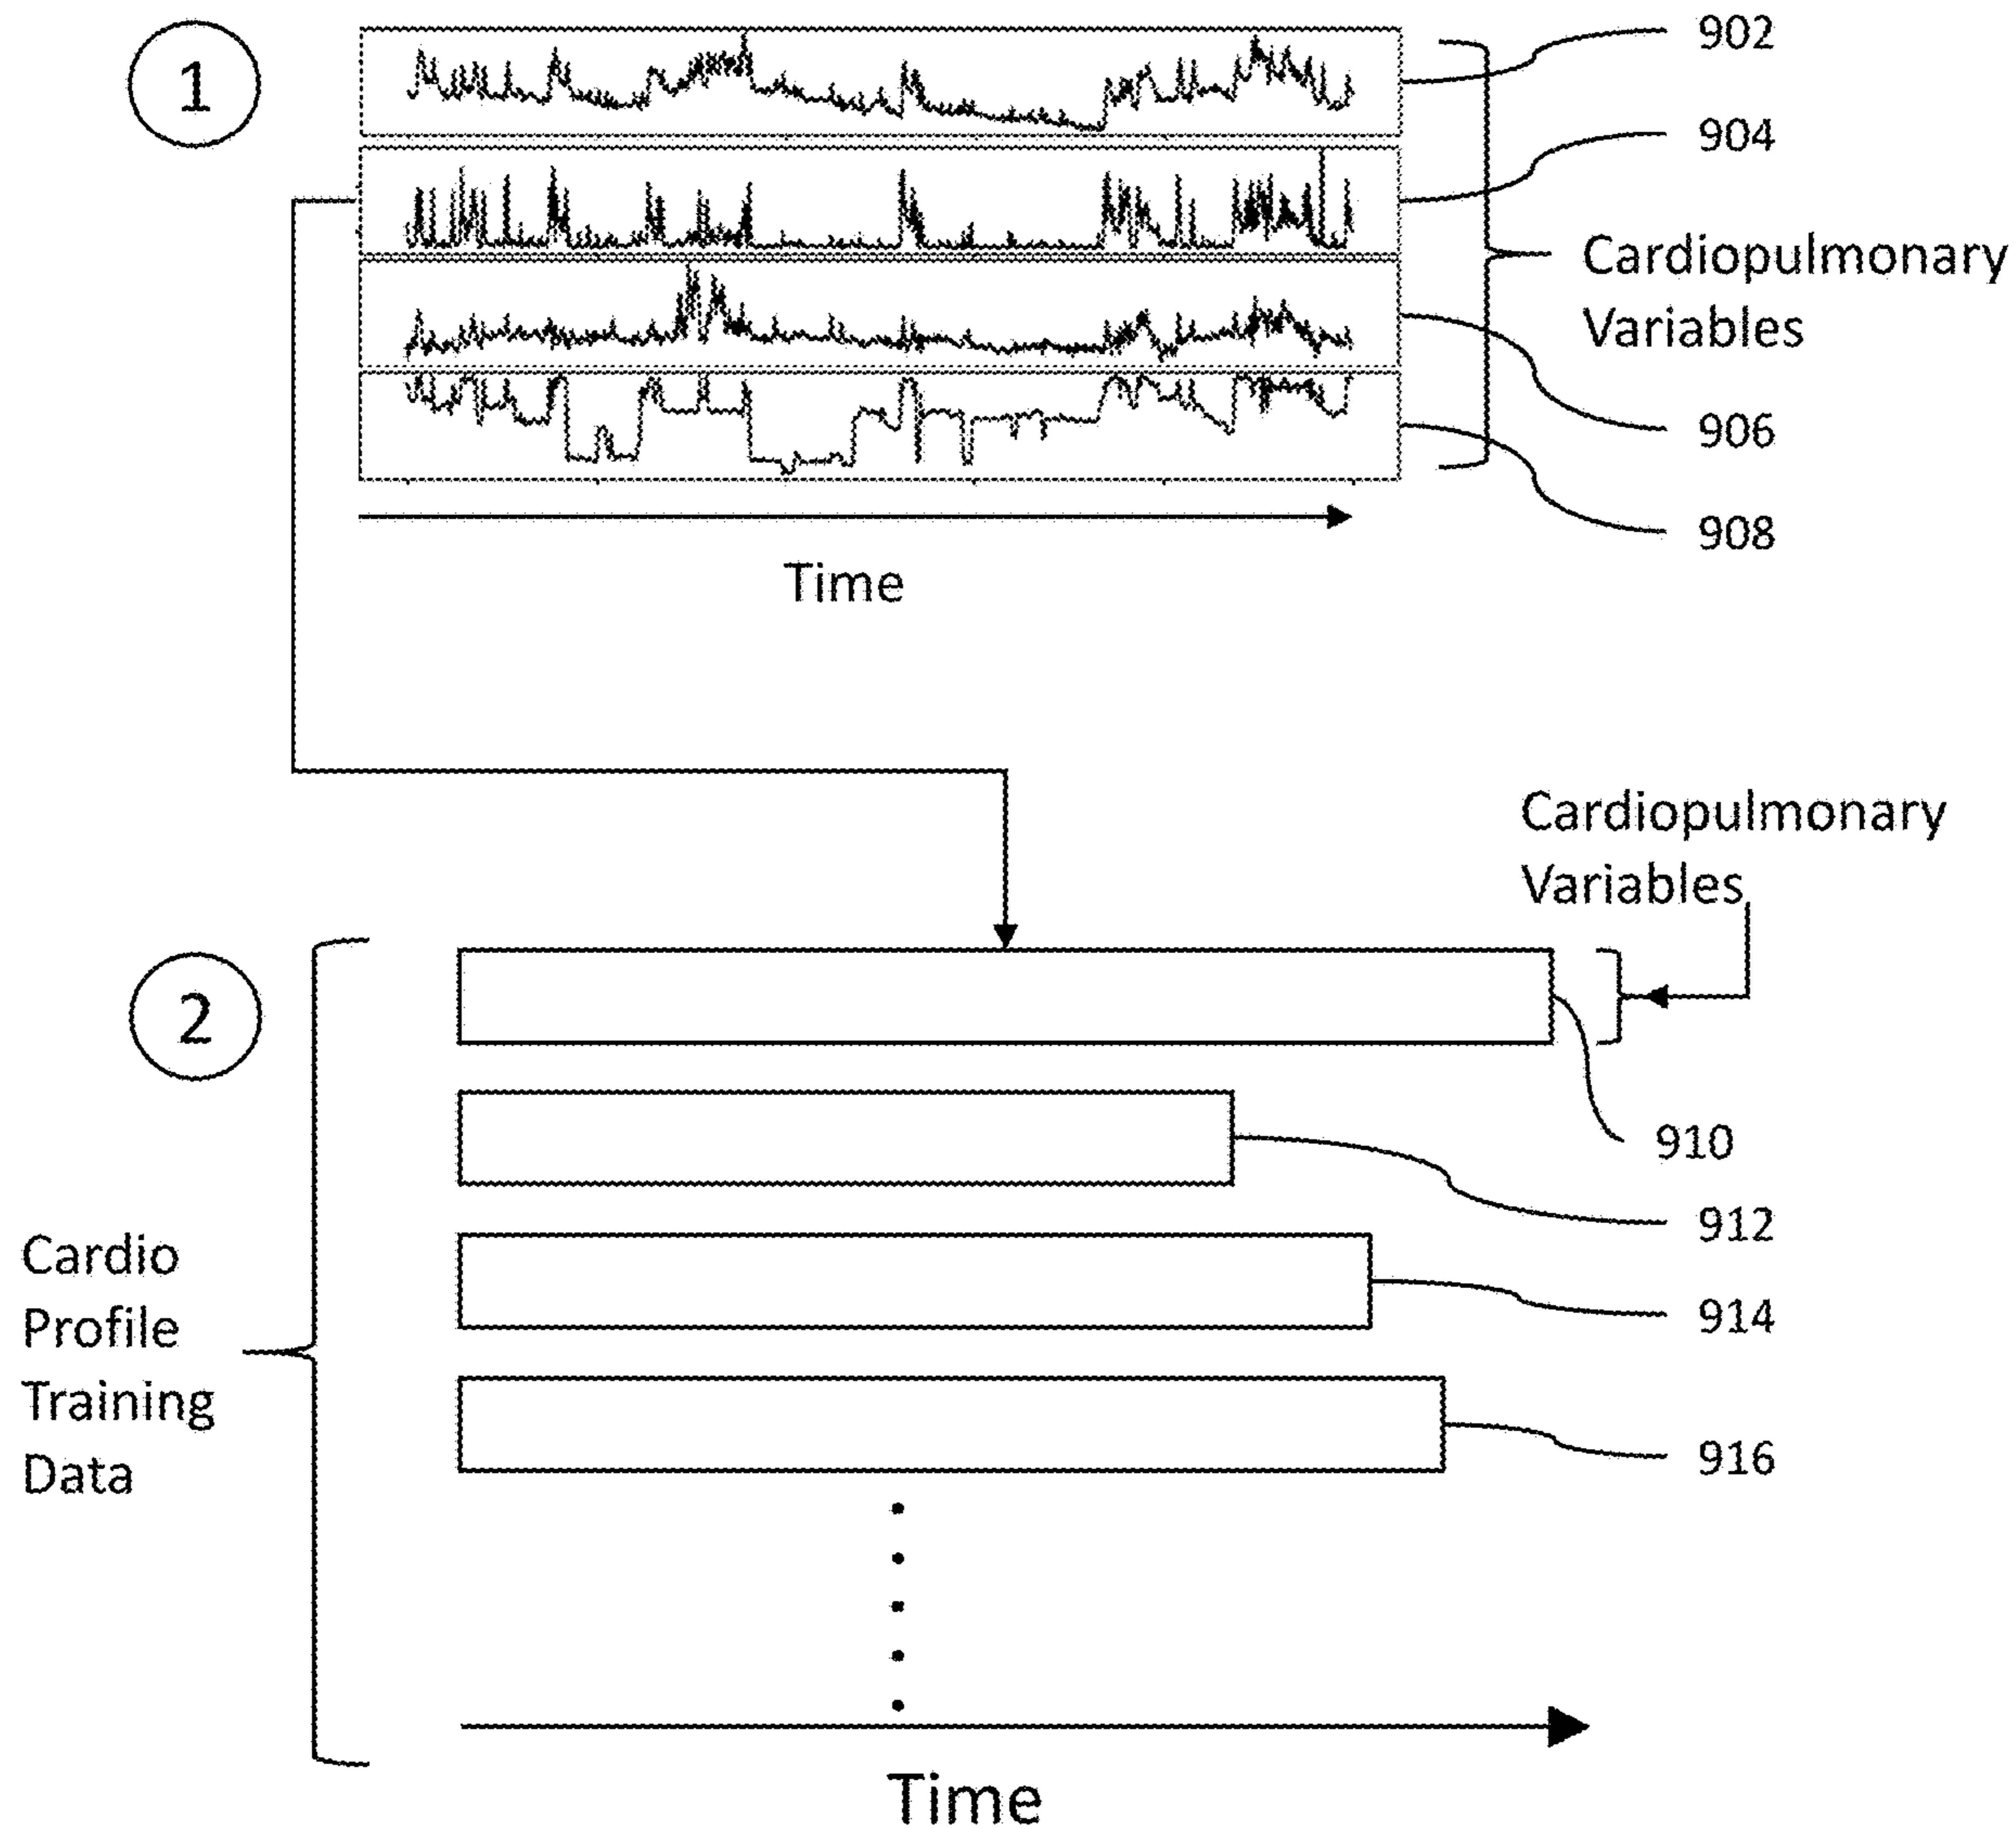 1
902
904
Cardiopulmonary
Variables
906
908
Time
Cardiopulmonary
Variables
2
910
912
Cardio
Profile
Training
Data
914
916
Time